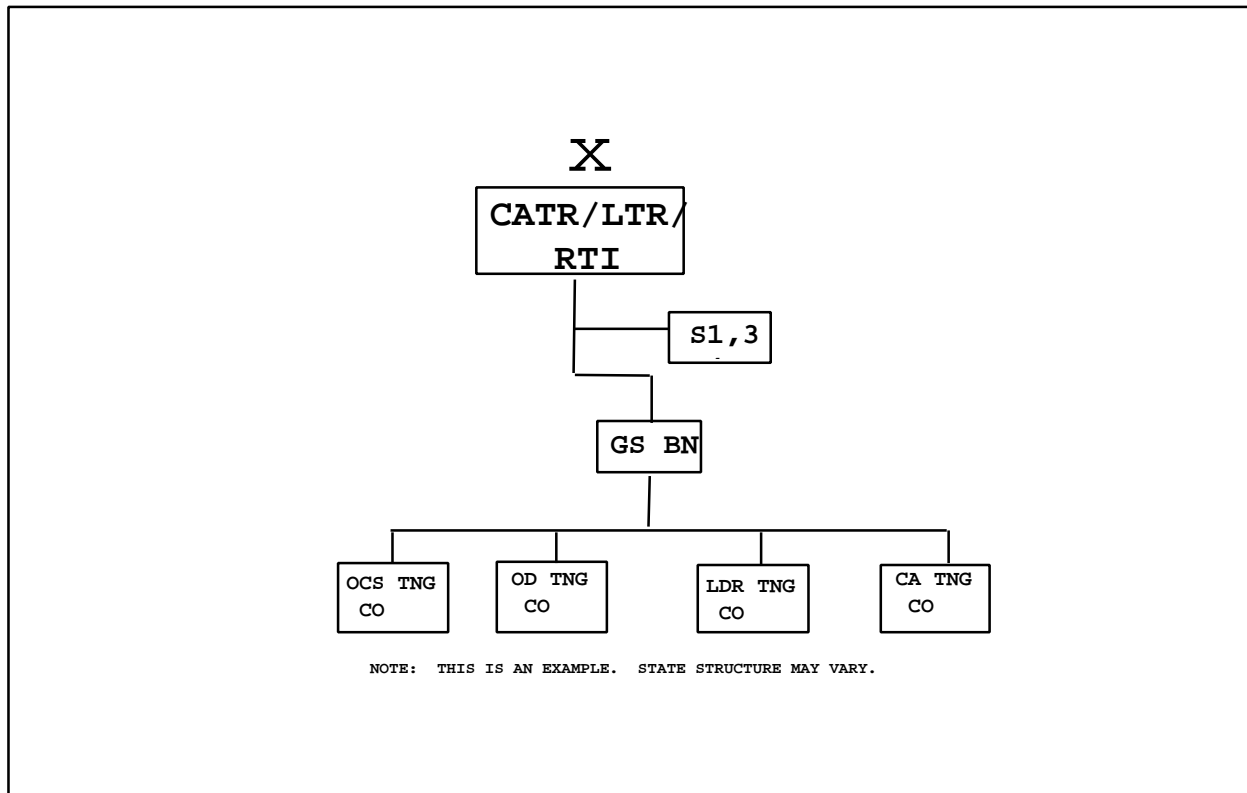 X
CATR/LTR/
RTI
S1,3
GS BN
OCS TNG
CO
OD TNG
CO
LDR TNG
CO
CA TNG
CO
NOTE: THIS IS AN EXAMPLE. STATE STRUCTURE MAY VARY.